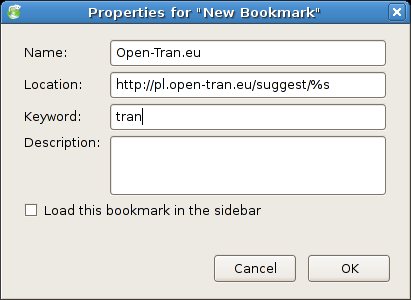 Properties for "New Bookmark"
Name: Open-Tran.eu
Location: http://pl.open-tran.eu/suggest/%s
Keyword: tran
Description:
Load this bookmark in the sidebar
Cancel OK